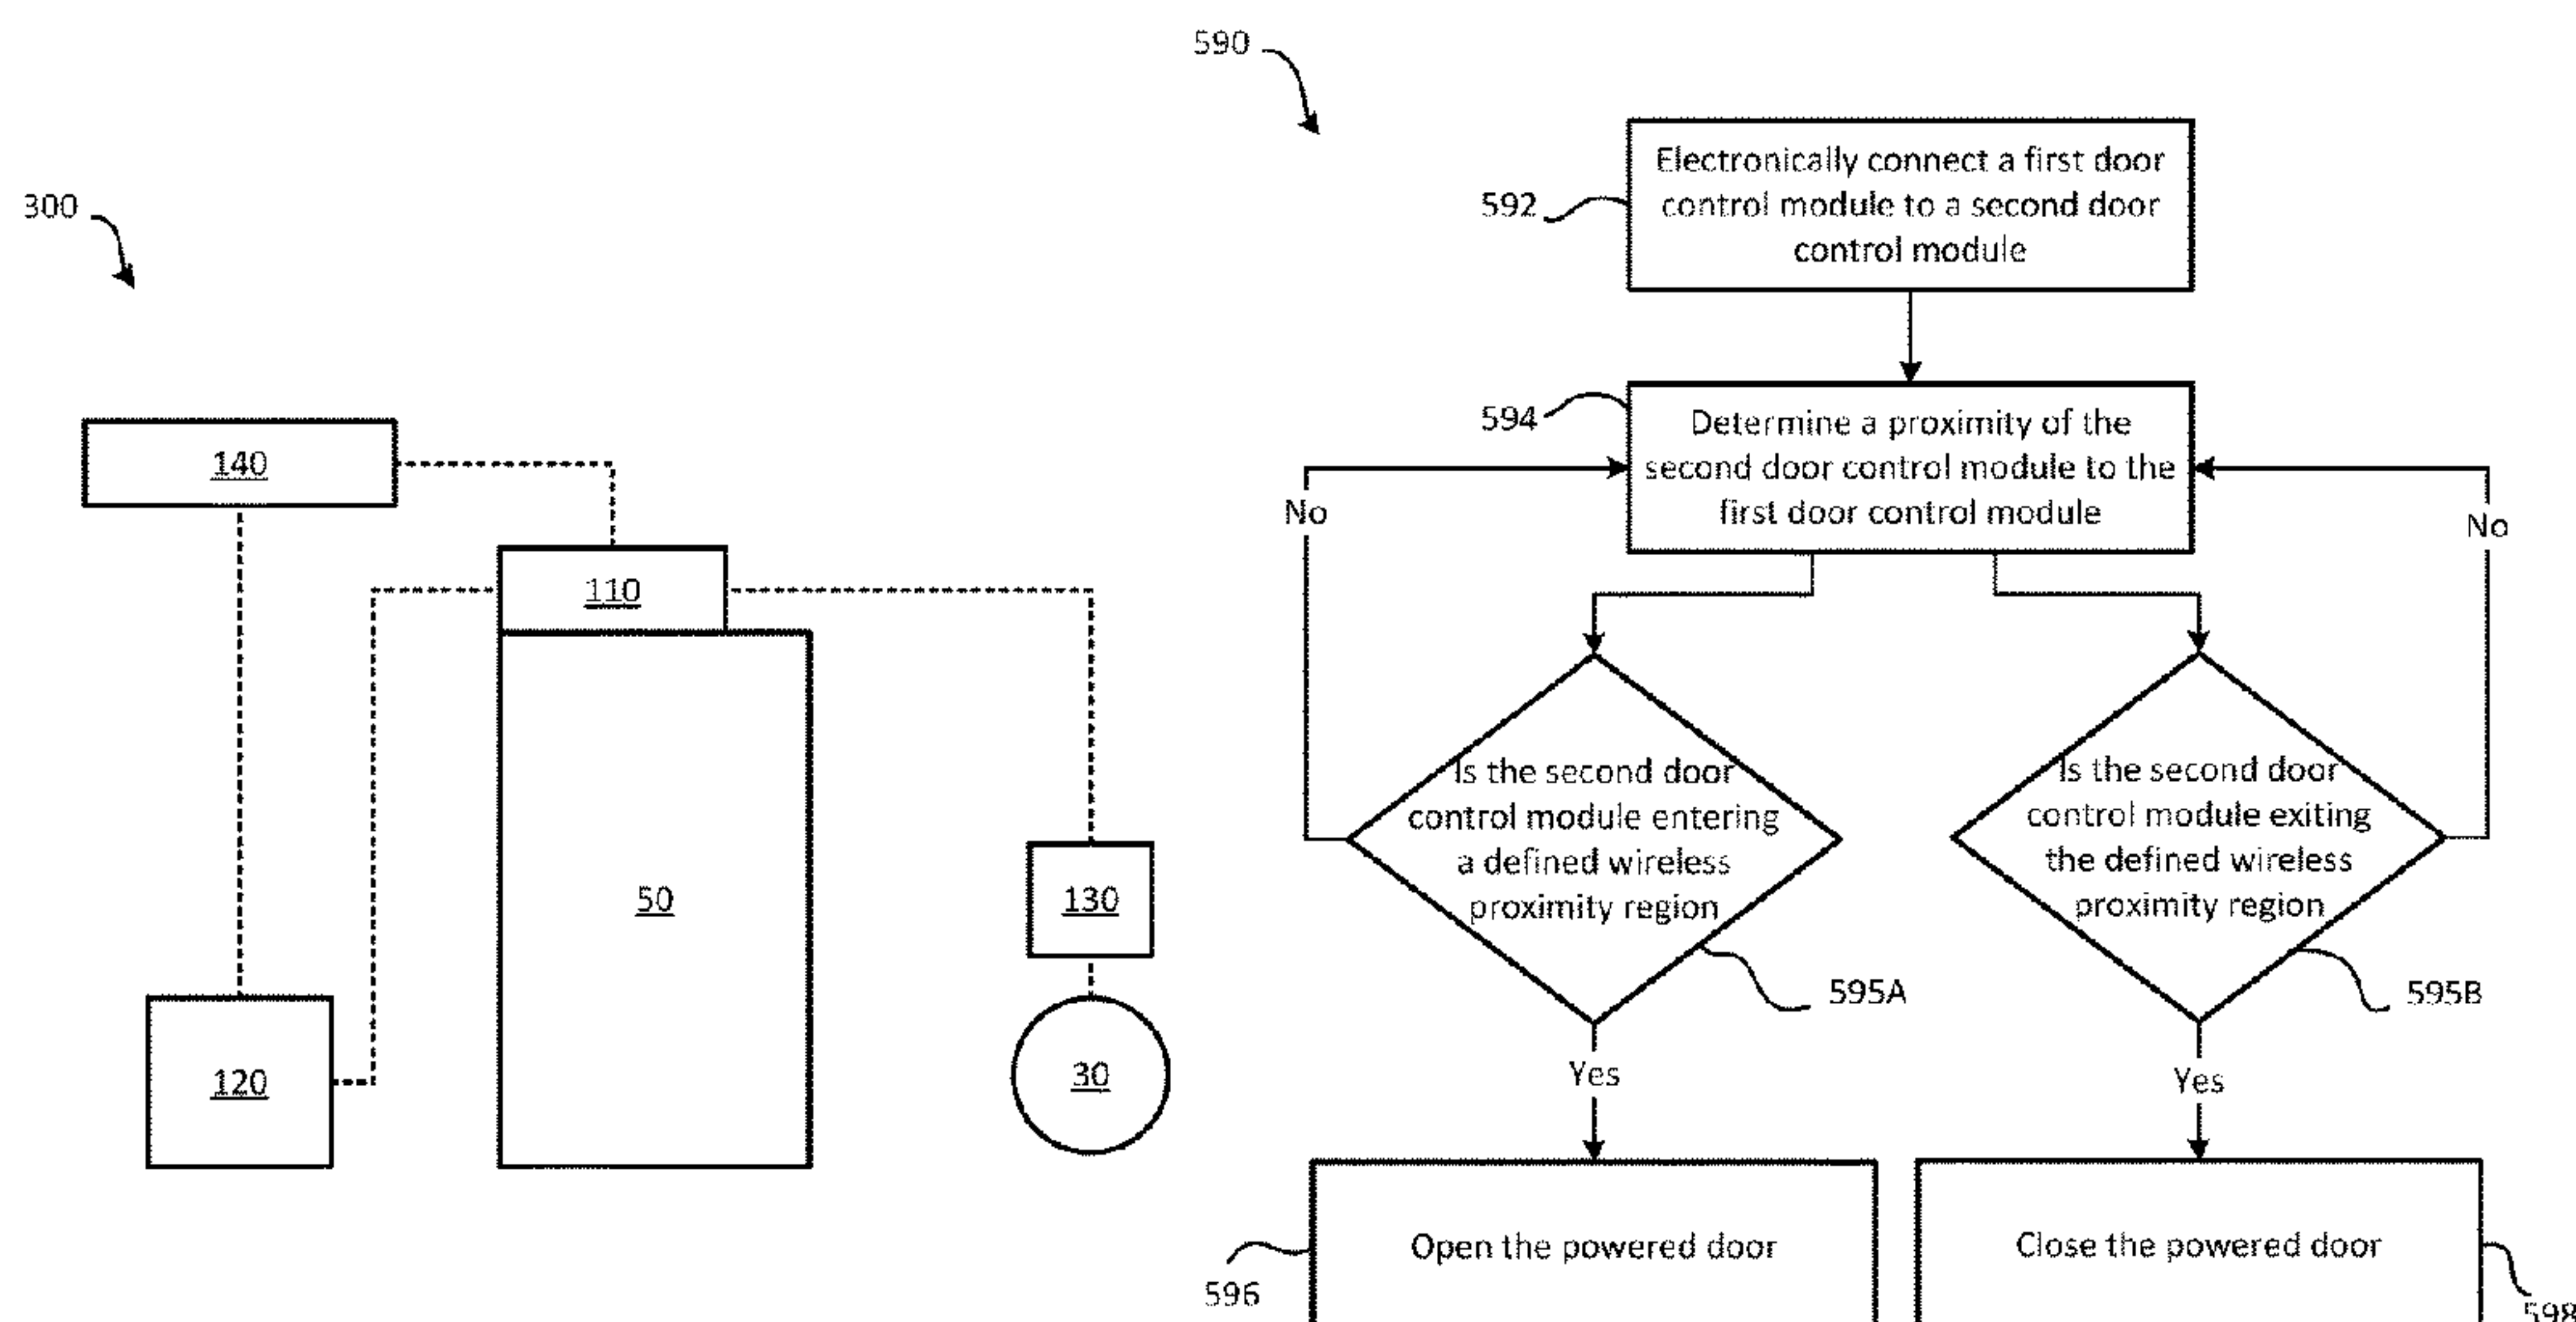 300
140
110
50
130
120
30
590
592
Electronically connect a first door
control module to a second door
control module
594
Determine a proximity of the
second door control module to the
first door control module
No
No
Is the second door
control module entering
a defined wireless
proximity region
595A
Is the second door
control module exiting
the defined wireless
proximity region
595B
Yes
Yes
Open the powered door
596
Close the powered door
598